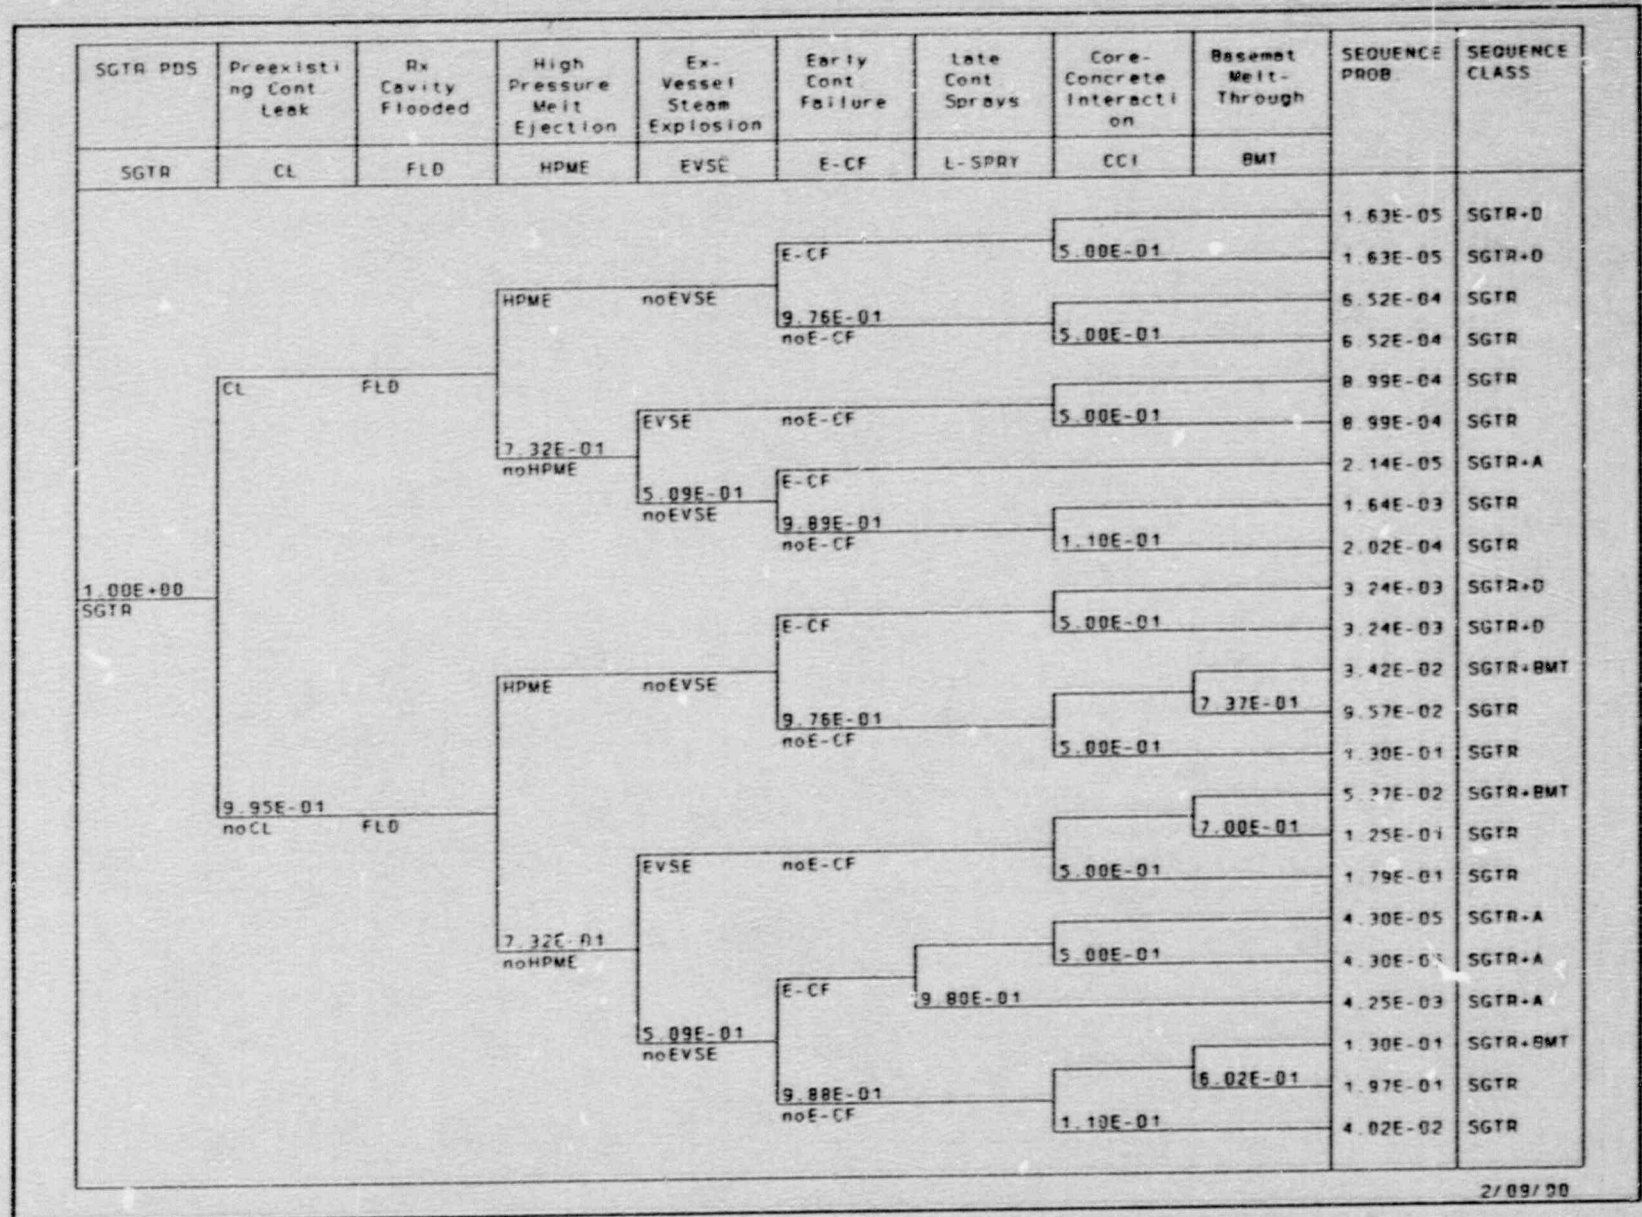 SGTR PDS
Preexisti
ng Cont
Leak
Rx
Cavity
Flooded
High
Pressure
Melt
Ejection
Ex-
Vessel
Steam
Explosion
Early
Cont
Failure
Late
Cont
Sprays
Core-
Concrete
Interacti
on
Basemat
Melt-
Through
SEQUENCE
PROB
SEQUENCE
CLASS
SGTR CL FLD HPME EVSE E-CF L-SPRY CCI BMT
1.63E-05 SGTR+D
E-CF 5.00E-01 1.63E-05 SGTR+D
HPME noEVSE 6.52E-04 SGTR
9.76E-01
noE-CF 5.00E-01 6.52E-04 SGTR
CL FLD 8.99E-04 SGTR
EVSE noE-CF 5.00E-01 8.99E-04 SGTR
7.32E-01
noHPME 2.14E-05 SGTR+A
E-CF
5.09E-01
noEVSE 1.64E-03 SGTR
9.89E-01
noE-CF 1.10E-01 2.02E-04 SGTR
1.00E+00
SGTR 3.24E-03 SGTR+D
E-CF 5.00E-01 3.24E-03 SGTR+D
HPME noEVSE 3.42E-02 SGTR+BMT
7.37E-01 9.57E-02 SGTR
9.76E-01
noE-CF 5.00E-01 1.30E-01 SGTR
9.95E-01
noCL FLD 5.37E-02 SGTR+BMT
7.00E-01 1.25E-01 SGTR
EVSE noE-CF 5.00E-01 1.79E-01 SGTR
4.30E-05 SGTR+A
7.32E-01
noHPME 5.00E-01 4.30E-05 SGTR+A
E-CF 9.80E-01 4.25E-03 SGTR+A
5.09E-01
noEVSE 1.30E-01 SGTR+BMT
6.02E-01 1.97E-01 SGTR
9.88E-01
noE-CF 1.10E-01 4.02E-02 SGTR
2/09/90